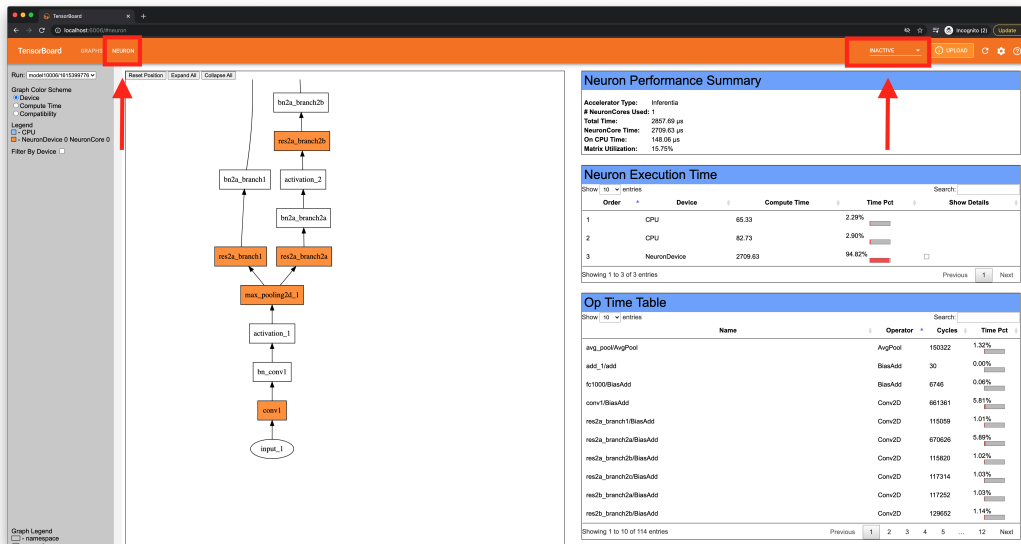 TensorBoard
localhost:6006/#neuron
Incognito (2)
Update
TensorBoard
GRAPHS
NEURON
INACTIVE
UPLOAD
Run: model10006/1615399776
Graph Color Scheme
Device
Compute Time
Compatibility
Legend
- CPU
- NeuronDevice 0 NeuronCore 0
Filter By Device
Graph Legend
- namespace
Reset Position Expand All Collapse All
bn2a_branch2b
res2a_branch2b
bn2a_branch1
activation_2
bn2a_branch2a
res2a_branch1
res2a_branch2a
max_pooling2d_1
activation_1
bn_conv1
conv1
input_1
Neuron Performance Summary
Accelerator Type: Inferentia
# NeuronCores Used: 1
Total Time: 2857.69 µs
NeuronCore Time: 2709.63 µs
On CPU Time: 148.06 µs
Matrix Utilization: 15.75%
Neuron Execution Time
Show 10 entries Search:
Order Device Compute Time Time Pct Show Details
1 CPU 65.33 2.29%
2 CPU 82.73 2.90%
3 NeuronDevice 2709.63 94.82%
Showing 1 to 3 of 3 entries Previous 1 Next
Op Time Table
Show 10 entries Search:
Name Operator Cycles Time Pct
avg_pool/AvgPool AvgPool 150322 1.32%
add_1/add BiasAdd 30 0.00%
fc1000/BiasAdd BiasAdd 6746 0.06%
conv1/BiasAdd Conv2D 661361 5.81%
res2a_branch1/BiasAdd Conv2D 115059 1.01%
res2a_branch2a/BiasAdd Conv2D 670626 5.89%
res2a_branch2b/BiasAdd Conv2D 115820 1.02%
res2a_branch2c/BiasAdd Conv2D 117314 1.03%
res2b_branch2a/BiasAdd Conv2D 117252 1.03%
res2b_branch2b/BiasAdd Conv2D 129652 1.14%
Showing 1 to 10 of 114 entries Previous 1 2 3 4 5 ... 12 Next